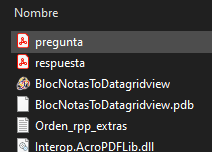 Nombre
pregunta
respuesta
BlocNotasToDatagridview
BlocNotasToDatagridview.pdb
Orden_rpp_extras
Interop.AcroPDFLib.dll